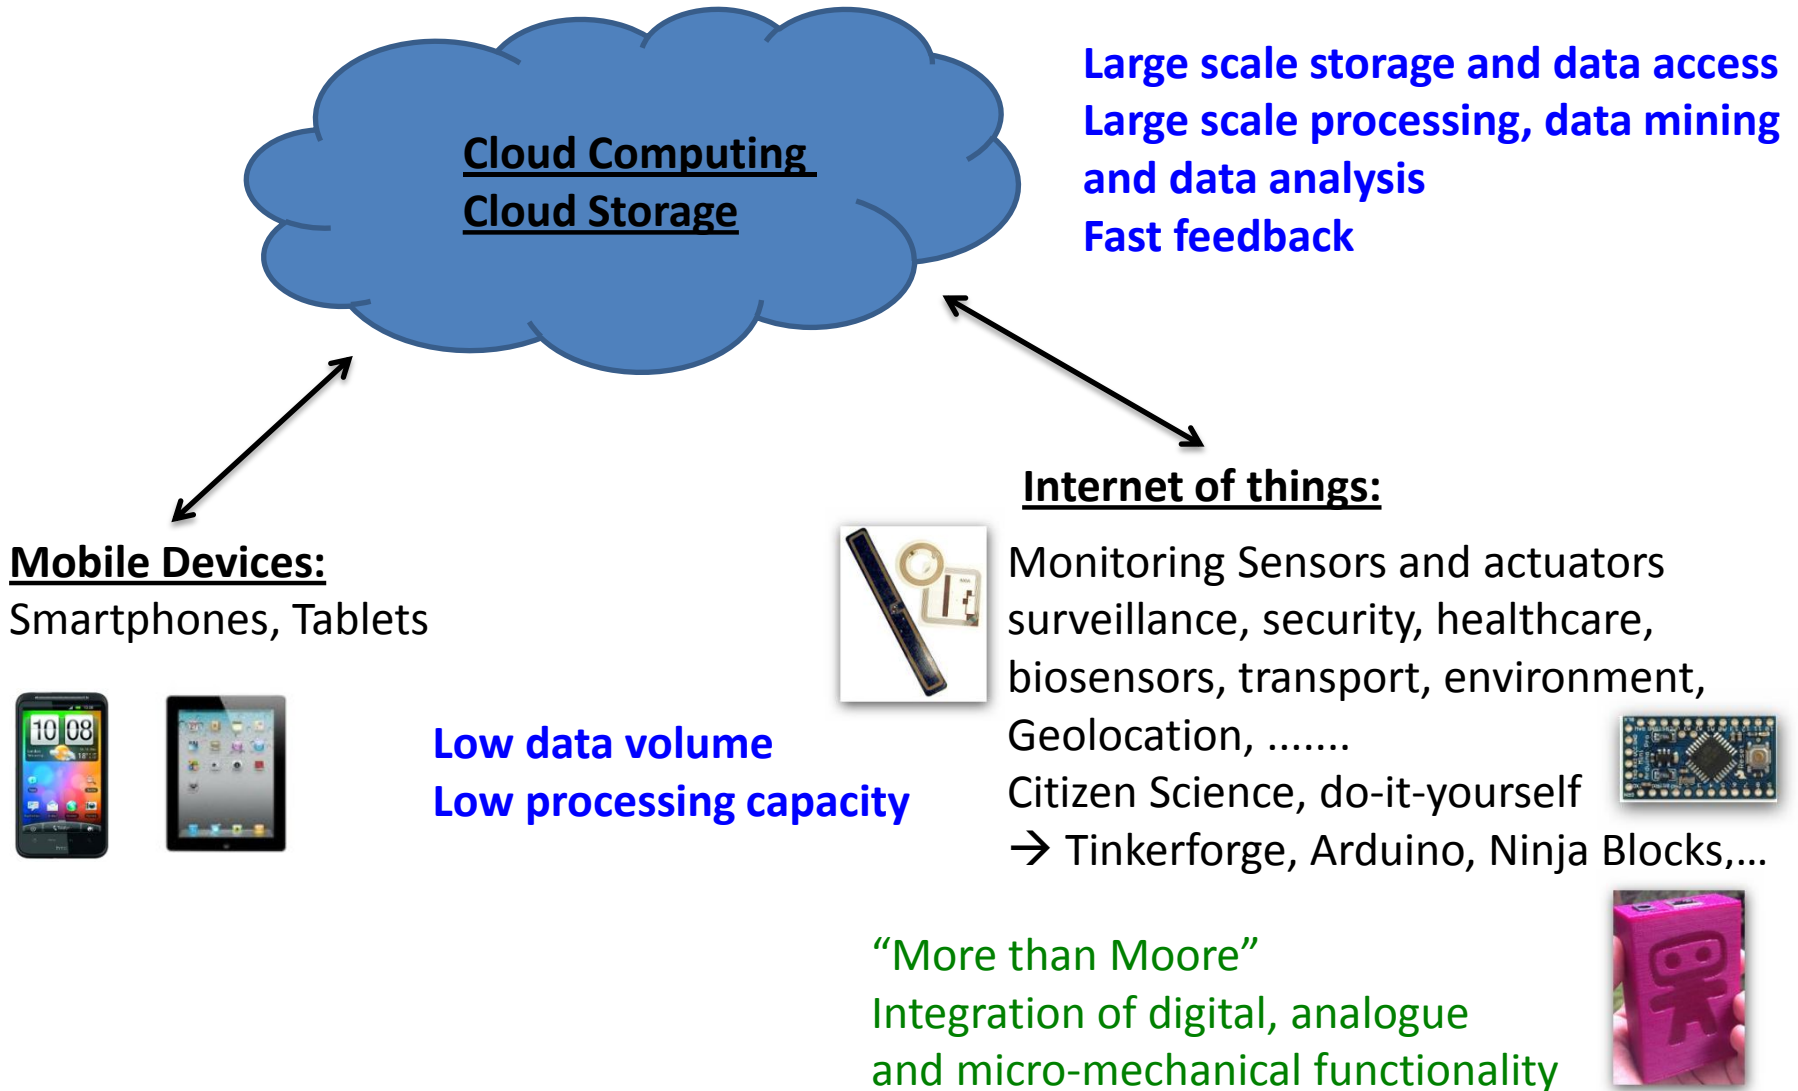 Large scale storage and data access
Large scale processing, data mining
and data analysis
Fast feedback
Cloud Computing
Cloud Storage
Internet of things:
Mobile Devices:
Smartphones, Tablets
Monitoring Sensors and actuators
surveillance, security, healthcare,
biosensors, transport, environment,
Geolocation, .......
Citizen Science, do-it-yourself
→ Tinkerforge, Arduino, Ninja Blocks,...
10 08
Low data volume
Low processing capacity
“More than Moore”
Integration of digital, analogue
and micro-mechanical functionality